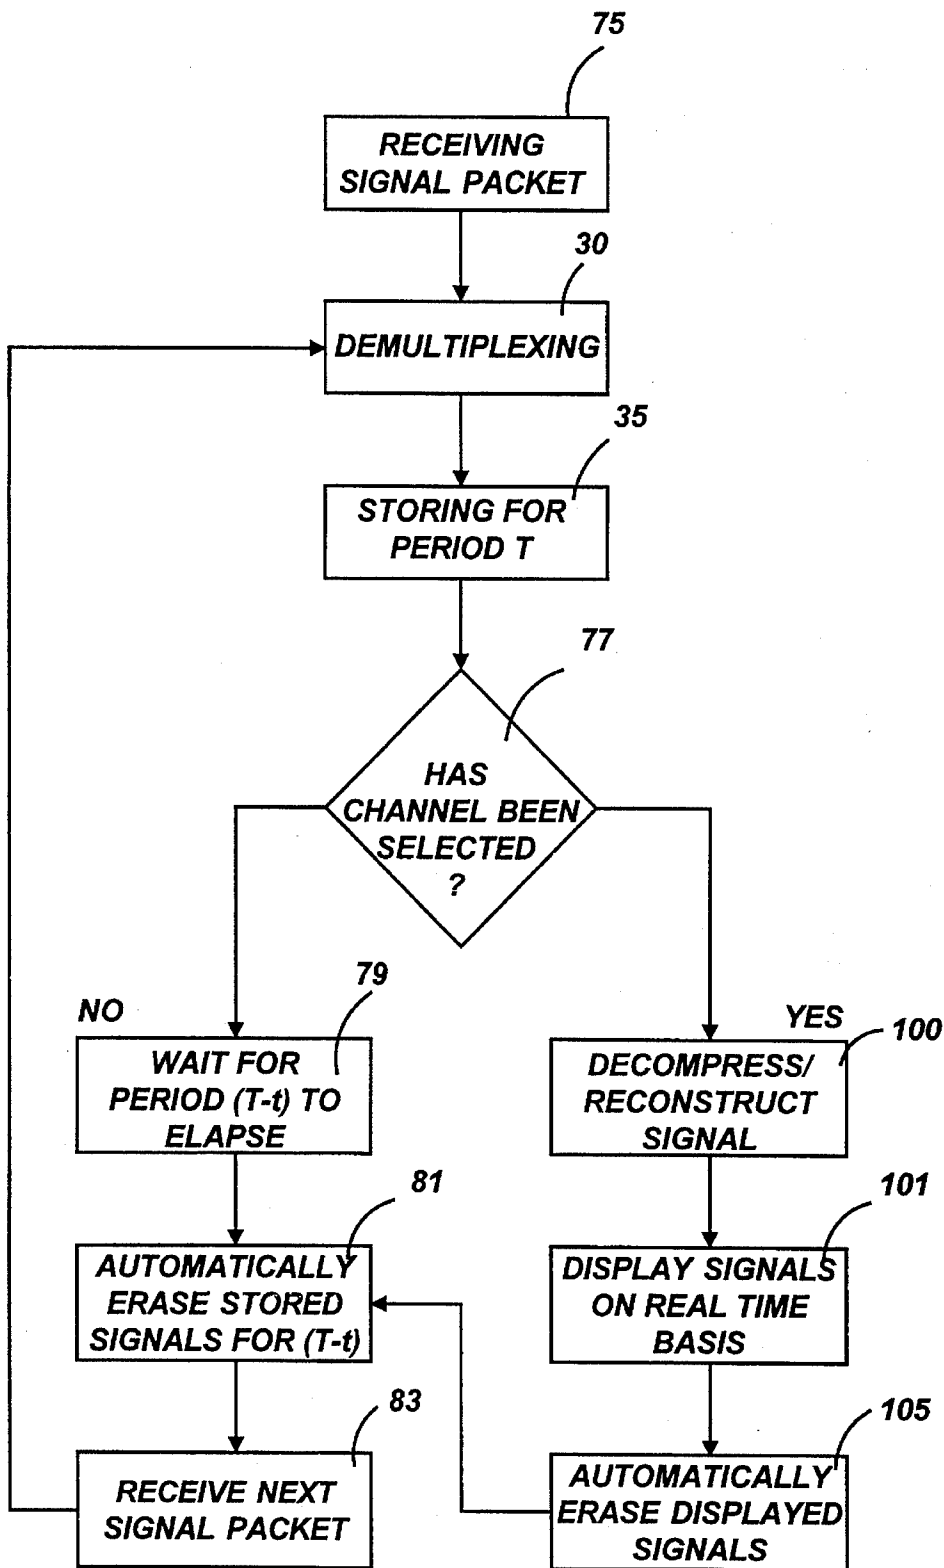 75
RECEIVING
SIGNAL PACKET
30
DEMULTIPLEXING
35
STORING FOR
PERIOD T
77
HAS
CHANNEL BEEN
SELECTED
?
NO
79
WAIT FOR
PERIOD (T-t) TO
ELAPSE
YES
100
DECOMPRESS/
RECONSTRUCT
SIGNAL
81
AUTOMATICALLY
ERASE STORED
SIGNALS FOR (T-t)
101
DISPLAY SIGNALS
ON REAL TIME
BASIS
83
RECEIVE NEXT
SIGNAL PACKET
105
AUTOMATICALLY
ERASE DISPLAYED
SIGNALS